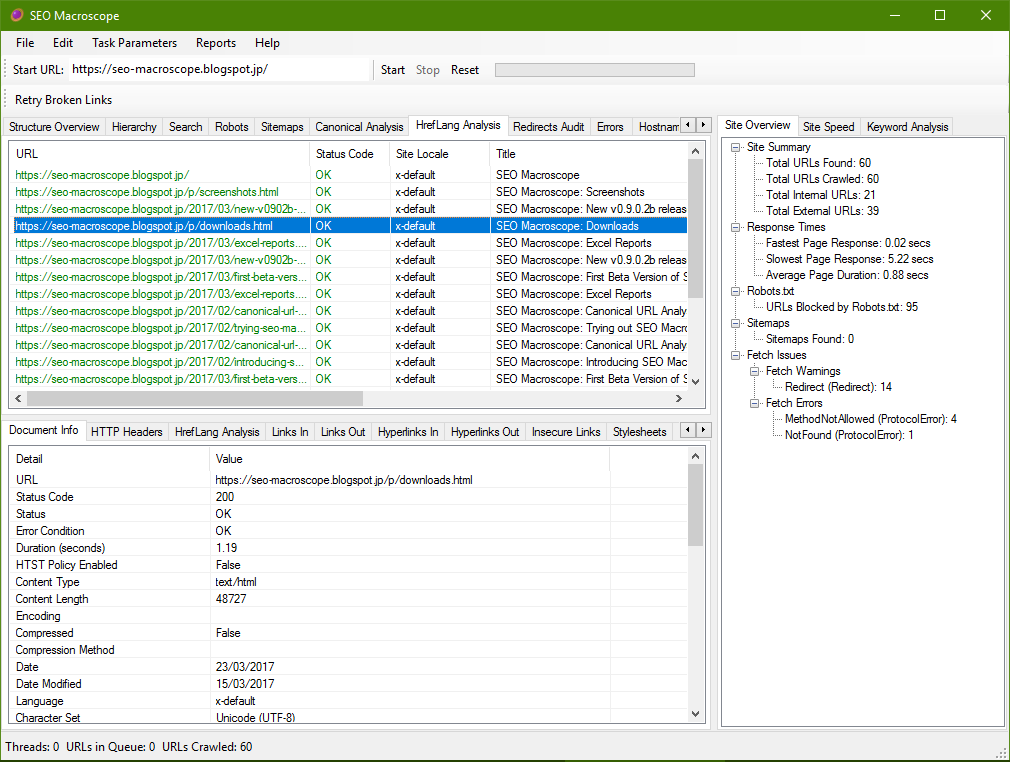 SEO Macroscope
File Edit Task Parameters Reports Help
Start URL: https://seo-macroscope.blogspot.jp/ Start Stop Reset
Retry Broken Links
Structure Overview Hierarchy Search Robots Sitemaps Canonical Analysis HrefLang Analysis Redirects Audit Errors Hostnam
URL Status Code Site Locale Title
https://seo-macroscope.blogspot.jp/ OK x-default SEO Macroscope
https://seo-macroscope.blogspot.jp/p/screenshots.html OK x-default SEO Macroscope: Screenshots
https://seo-macroscope.blogspot.jp/2017/03/new-v0902b-... OK x-default SEO Macroscope: New v0.9.0.2b releas
https://seo-macroscope.blogspot.jp/p/downloads.html OK x-default SEO Macroscope: Downloads
https://seo-macroscope.blogspot.jp/2017/03/excel-reports.... OK x-default SEO Macroscope: Excel Reports
https://seo-macroscope.blogspot.jp/2017/03/new-v0902b-... OK x-default SEO Macroscope: New v0.9.0.2b releas
https://seo-macroscope.blogspot.jp/2017/03/first-beta-vers... OK x-default SEO Macroscope: First Beta Version of S
https://seo-macroscope.blogspot.jp/2017/03/excel-reports.... OK x-default SEO Macroscope: Excel Reports
https://seo-macroscope.blogspot.jp/2017/02/canonical-url-... OK x-default SEO Macroscope: Canonical URL Analy
https://seo-macroscope.blogspot.jp/2017/02/trying-seo-ma... OK x-default SEO Macroscope: Trying out SEO Macro
https://seo-macroscope.blogspot.jp/2017/02/canonical-url-... OK x-default SEO Macroscope: Canonical URL Analy
https://seo-macroscope.blogspot.jp/2017/02/introducing-s... OK x-default SEO Macroscope: Introducing SEO Mac
https://seo-macroscope.blogspot.jp/2017/03/first-beta-vers... OK x-default SEO Macroscope: First Beta Version of S
Document Info HTTP Headers HrefLang Analysis Links In Links Out Hyperlinks In Hyperlinks Out Insecure Links Stylesheets
Detail Value
URL https://seo-macroscope.blogspot.jp/p/downloads.html
Status Code 200
Status OK
Error Condition OK
Duration (seconds) 1.19
HTST Policy Enabled False
Content Type text/html
Content Length 48727
Encoding
Compressed False
Compression Method
Date 23/03/2017
Date Modified 15/03/2017
Language x-default
Character Set Unicode (UTF-8)
Site Overview Site Speed Keyword Analysis
Site Summary
Total URLs Found: 60
Total URLs Crawled: 60
Total Internal URLs: 21
Total External URLs: 39
Response Times
Fastest Page Response: 0.02 secs
Slowest Page Response: 5.22 secs
Average Page Duration: 0.88 secs
Robots.txt
URLs Blocked by Robots.txt: 95
Sitemaps
Sitemaps Found: 0
Fetch Issues
Fetch Warnings
Redirect (Redirect): 14
Fetch Errors
MethodNotAllowed (ProtocolError): 4
NotFound (ProtocolError): 1
Threads: 0 URLs in Queue: 0 URLs Crawled: 60